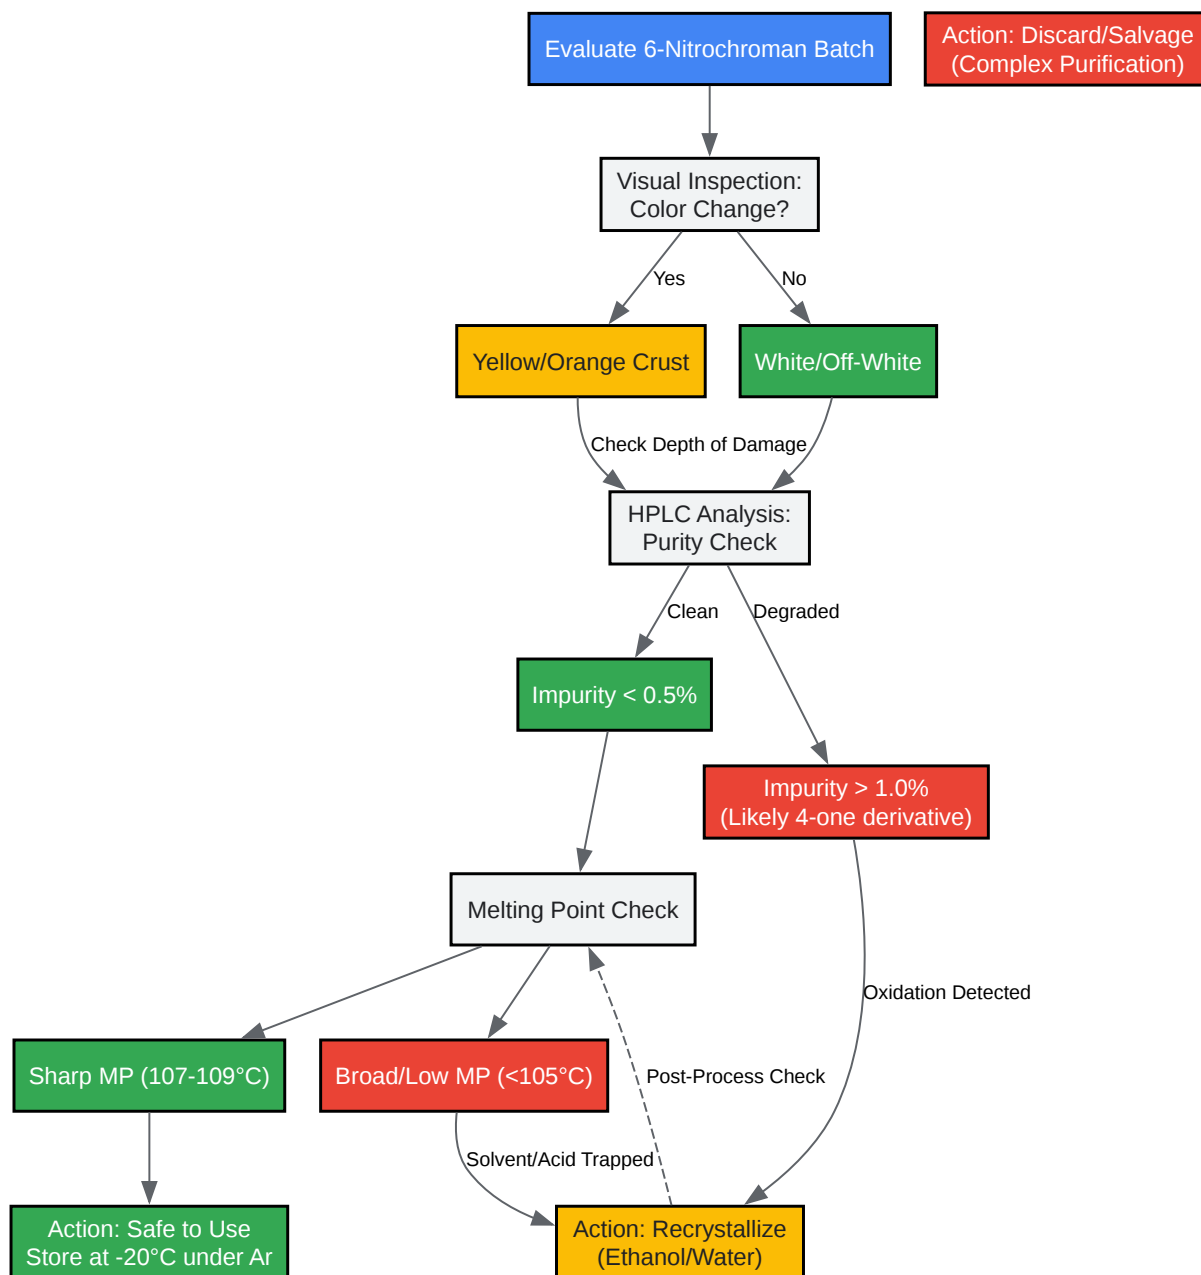 Evaluate 6-Nitrochroman Batch
Action: Discard/Salvage
(Complex Purification)
Visual Inspection:
Color Change?
Yes
No
Yellow/Orange Crust
White/Off-White
Check Depth of Damage
HPLC Analysis:
Purity Check
Clean
Degraded
Impurity < 0.5%
Impurity > 1.0%
(Likely 4-one derivative)
Melting Point Check
Oxidation Detected
Sharp MP (107-109°C)
Broad/Low MP (<105°C)
Post-Process Check
Solvent/Acid Trapped
Action: Safe to Use
Store at -20°C under Ar
Action: Recrystallize
(Ethanol/Water)